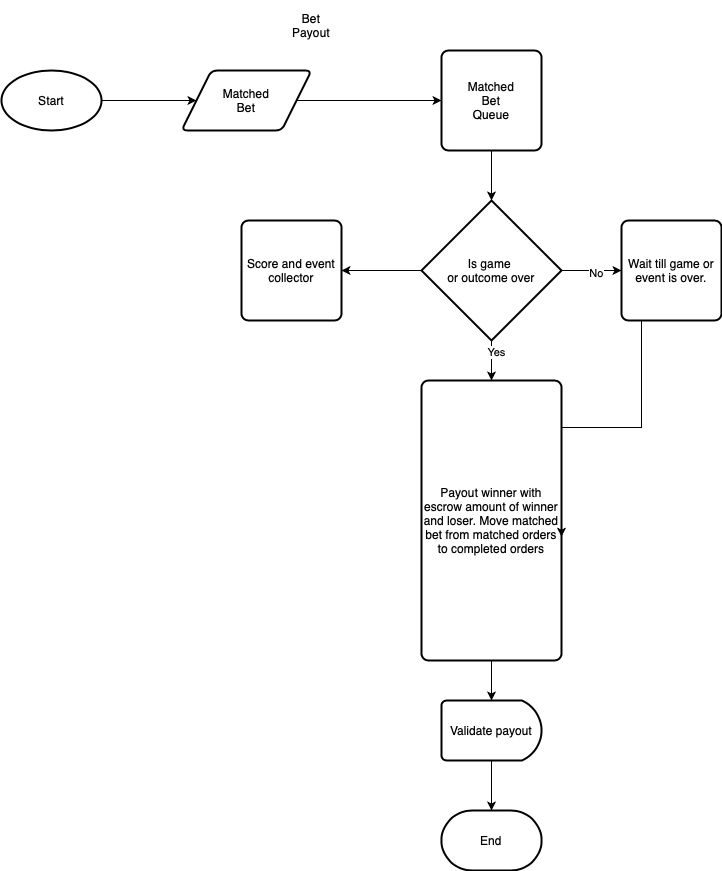 Bet
Payout
Start
Matched
Bet
Matched
Bet
Queue
Score and event
collector
Is game
or outcome over
No
Wait till game or
event is over.
Yes
Payout winner with
escrow amount of winner
and loser. Move matched
bet from matched orders
to completed orders
Validate payout
End